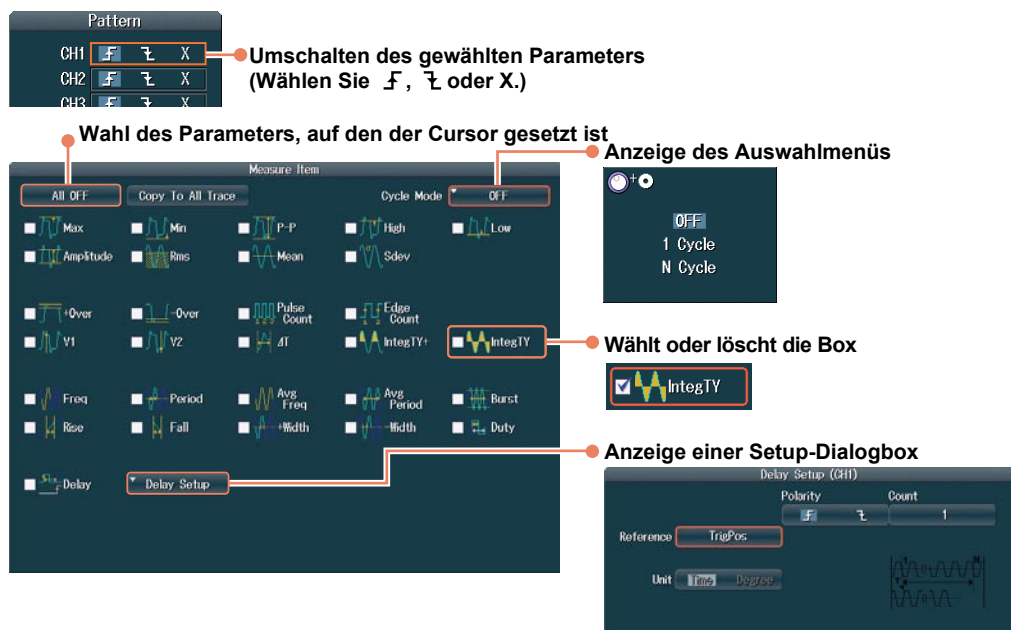 Pattern
CH1 X
Umschalten des gewählten Parameters
(Wählen Sie , oder X.)
CH2 X
CH3 X
Wahl des Parameters, auf den der Cursor gesetzt ist
Anzeige des Auswahlmenüs
Measure Item
All OFF Copy To All Trace Cycle Mode OFF
OFF
1 Cycle
N Cycle
Max Min P-P High Low
Amplitude Rms Mean Sdev
+Over -Over Pulse Count Edge Count
V1 V2 ΔT IntegTY+ IntegTY
Wählt oder löscht die Box
IntegTY
Freq Period Avg Freq Avg Period Burst
Rise Fall +Width -Width Duty
Anzeige einer Setup-Dialogbox
Delay Delay Setup
Delay Setup (CH1)
Polarity Count
1
Reference TrigPos
Unit Time Degree